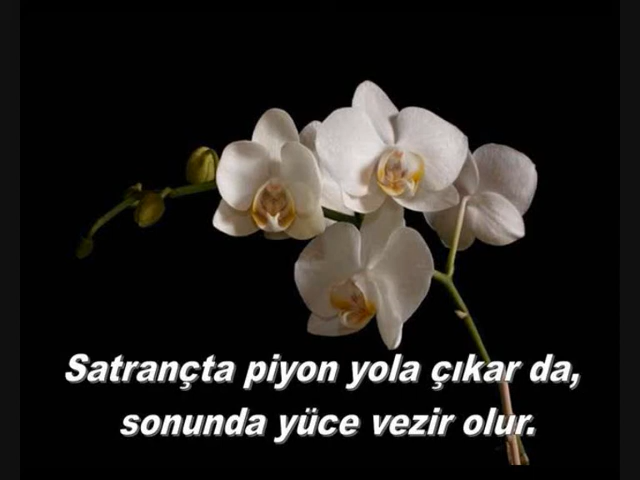 Satrançta piyon yola çıkar da,
sonunda yüce vezir olur.